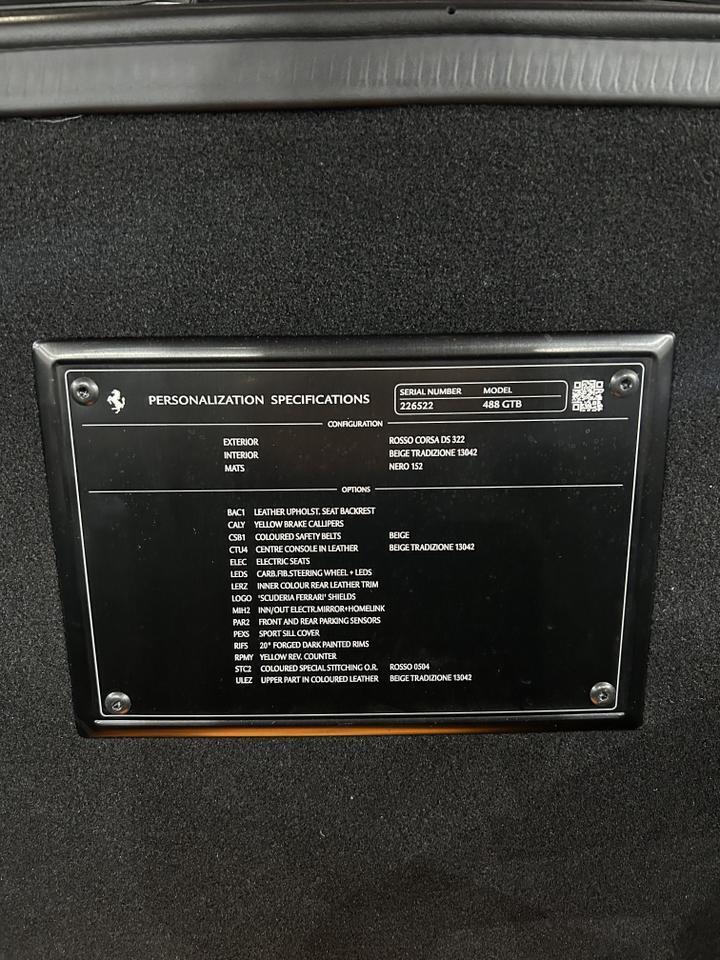 PERSONALIZATION SPECIFICATIONS
SERIAL NUMBER MODEL
226522 488 GTB
CONFIGURATION
EXTERIOR ROSSO CORSA DS 322
INTERIOR BEIGE TRADIZIONE 13042
MATS NERO 152
OPTIONS
BAC1 LEATHER UPHOLST. SEAT BACKREST
CALY YELLOW BRAKE CALLIPERS
CSB1 COLOURED SAFETY BELTS BEIGE
CTU4 CENTRE CONSOLE IN LEATHER BEIGE TRADIZIONE 13042
ELEC ELECTRIC SEATS
LEDS CARB.FIB.STEERING WHEEL + LEDS
LERZ INNER COLOUR REAR LEATHER TRIM
LOGO "SCUDERIA FERRARI" SHIELDS
MIH2 INN/OUT ELECTR.MIRROR+HOMELINK
PAR2 FRONT AND REAR PARKING SENSORS
PEXS SPORT SILL COVER
RIFS 20" FORGED DARK PAINTED RIMS
RPMY YELLOW REV. COUNTER
STC2 COLOURED SPECIAL STITCHING O.R. ROSSO 0504
ULEZ UPPER PART IN COLOURED LEATHER BEIGE TRADIZIONE 13042